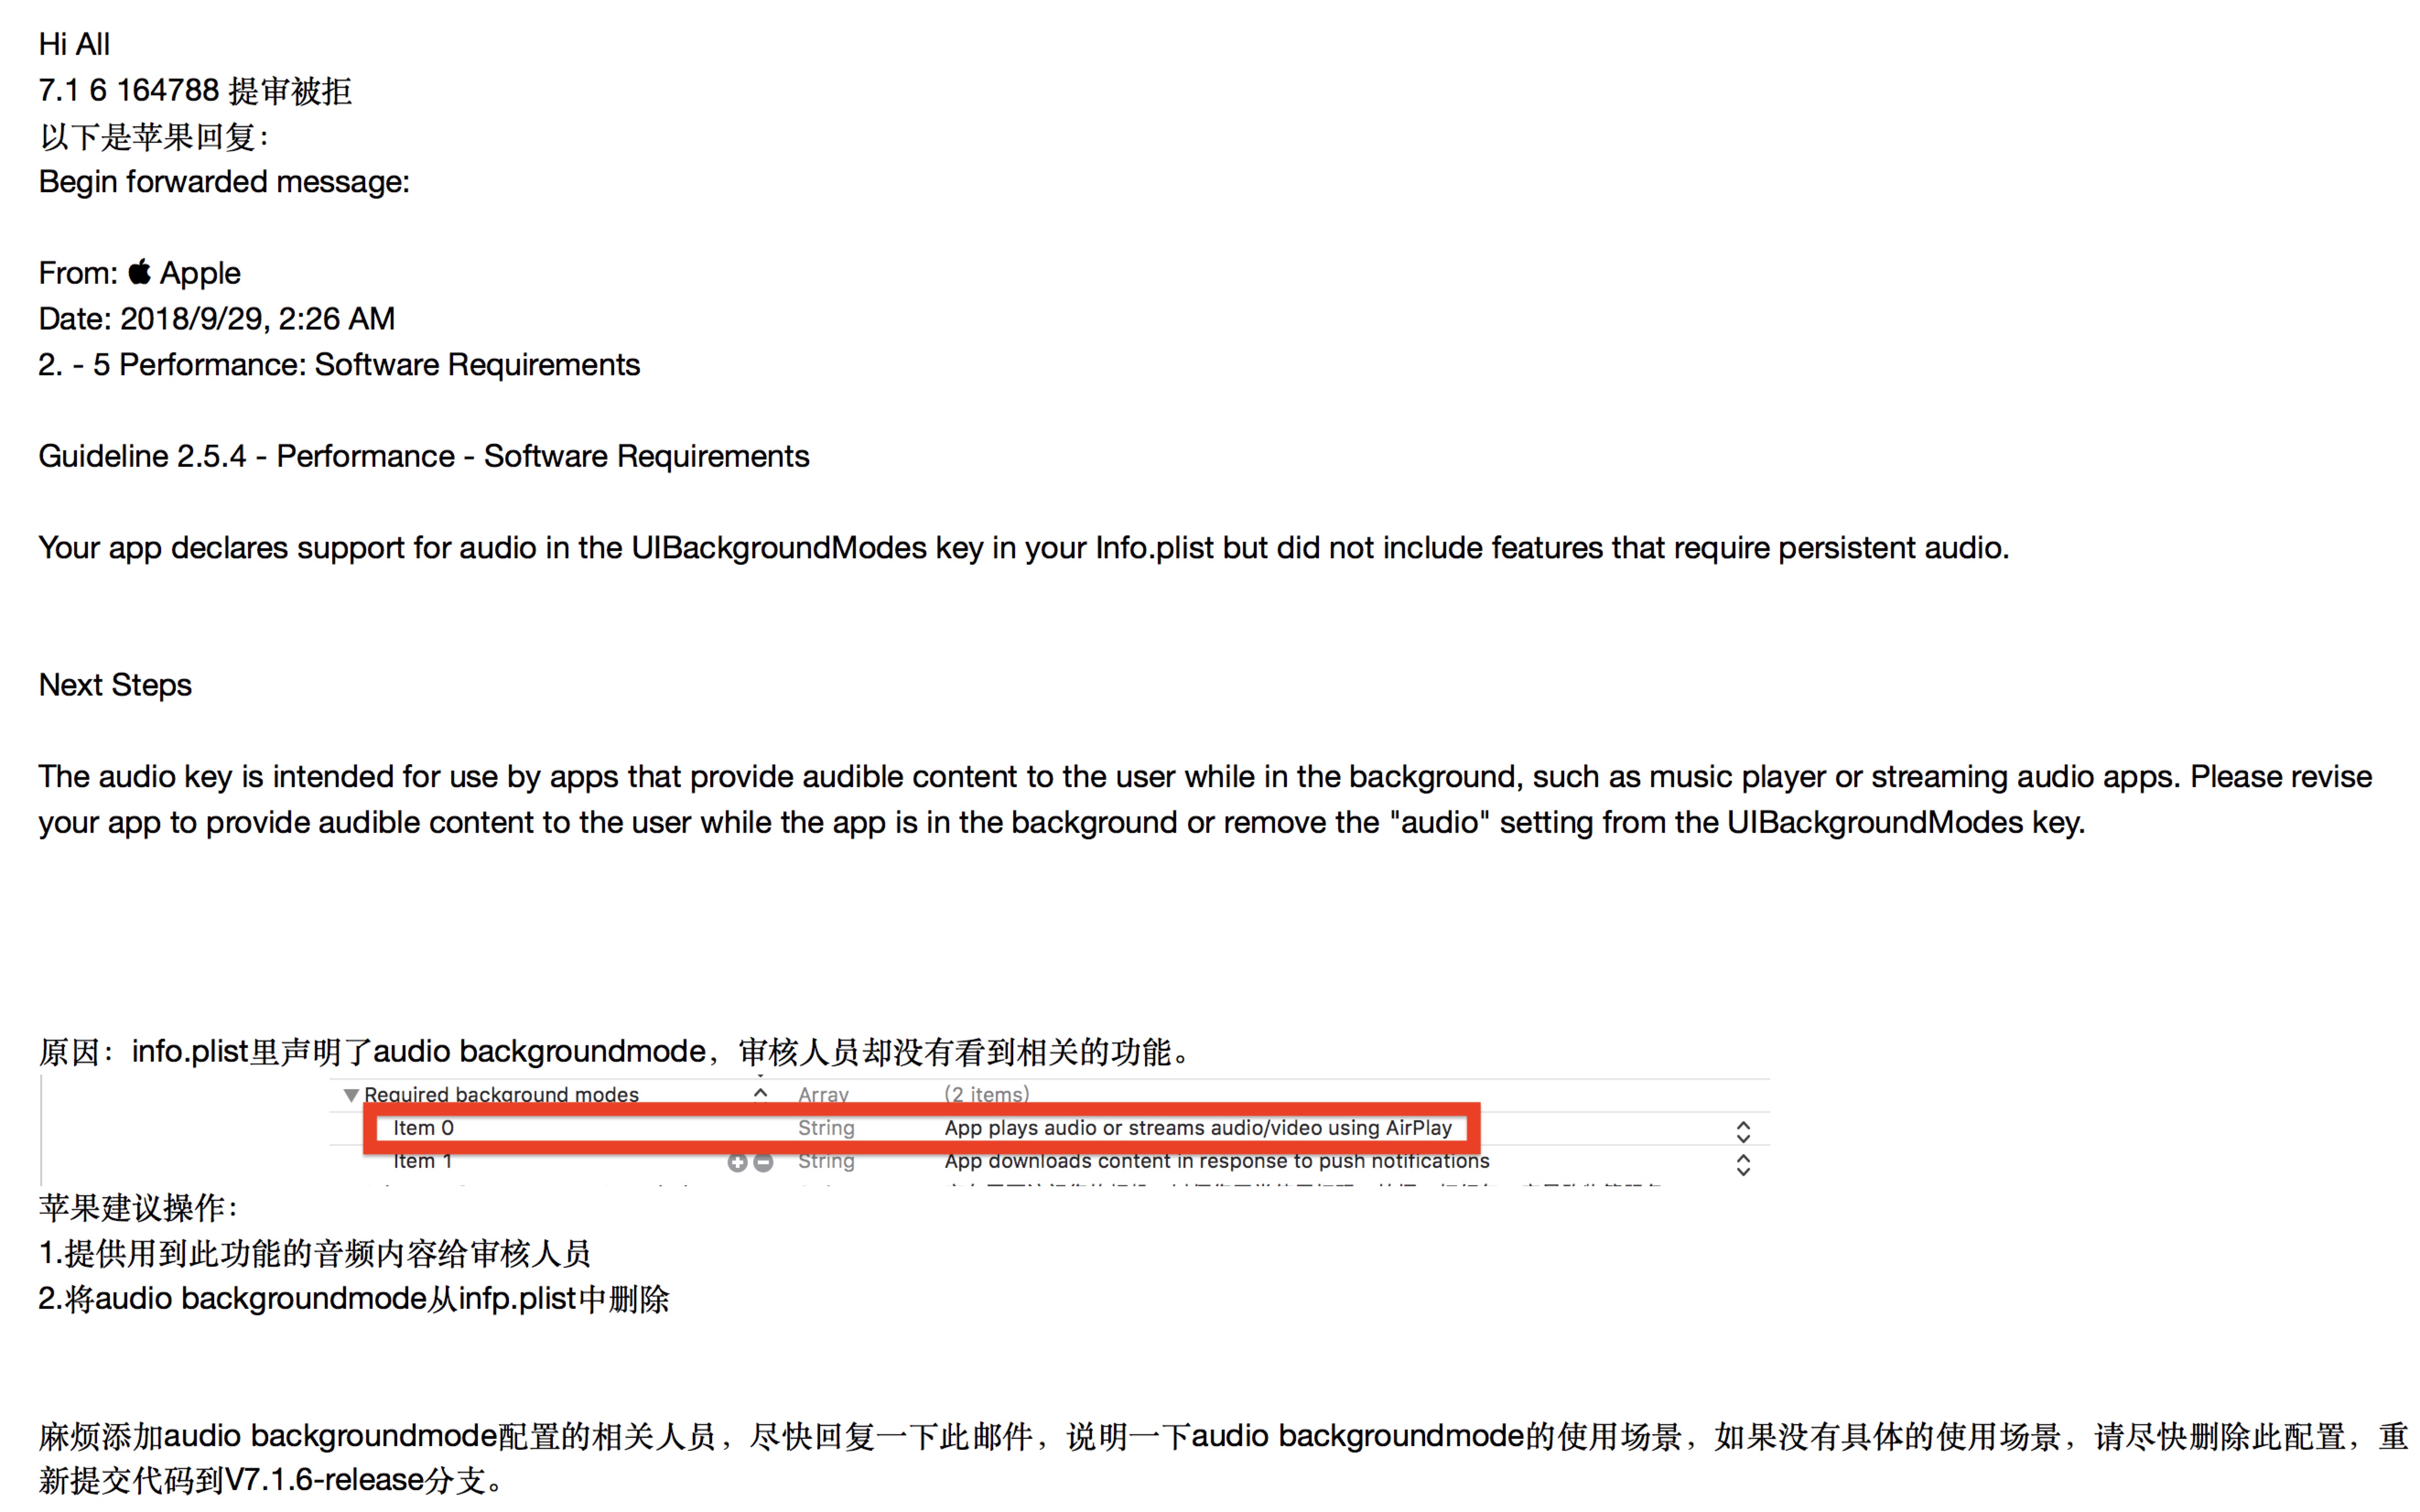 Hi All
7.1 6 164788 提审被拒
以下是苹果回复：
Begin forwarded message:
From:  Apple
Date: 2018/9/29, 2:26 AM
2. - 5 Performance: Software Requirements
Guideline 2.5.4 - Performance - Software Requirements
Your app declares support for audio in the UIBackgroundModes key in your Info.plist but did not include features that require persistent audio.
Next Steps
The audio key is intended for use by apps that provide audible content to the user while in the background, such as music player or streaming audio apps. Please revise
your app to provide audible content to the user while the app is in the background or remove the "audio" setting from the UIBackgroundModes key.
原因：info.plist里声明了audio backgroundmode，审核人员却没有看到相关的功能。
Required background modes Array (2 items)
Item 0 String App plays audio or streams audio/video using AirPlay
Item 1 String App downloads content in response to push notifications
苹果建议操作：
1.提供用到此功能的音频内容给审核人员
2.将audio backgroundmode从infp.plist中删除
麻烦添加audio backgroundmode配置的相关人员，尽快回复一下此邮件，说明一下audio backgroundmode的使用场景，如果没有具体的使用场景，请尽快删除此配置，重
新提交代码到V7.1.6-release分支。